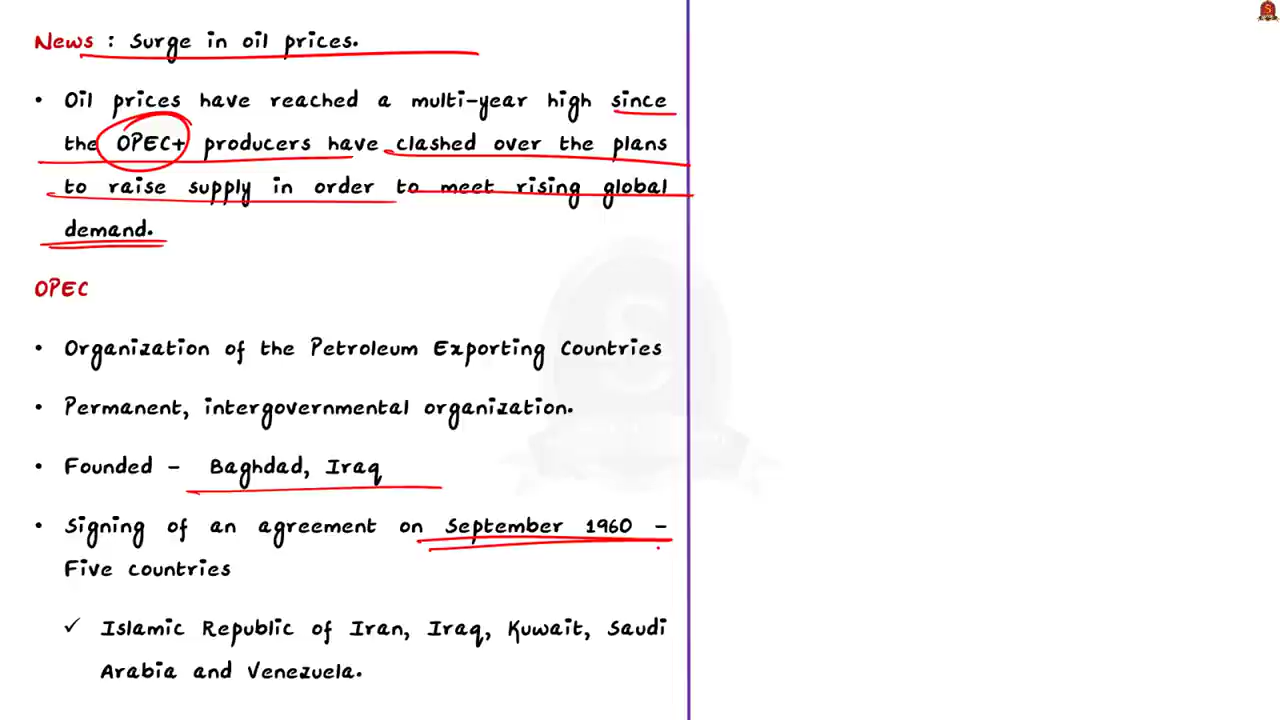 News : Surge in oil prices.
• Oil prices have reached a multi-year high since
the OPEC+ producers have clashed over the plans
to raise supply in order to meet rising global
demand.
OPEC
• Organization of the Petroleum Exporting Countries
• Permanent, intergovernmental organization.
• Founded - Baghdad, Iraq
• Signing of an agreement on September 1960 -
Five countries
✓ Islamic Republic of Iran, Iraq, Kuwait, Saudi
Arabia and Venezuela.